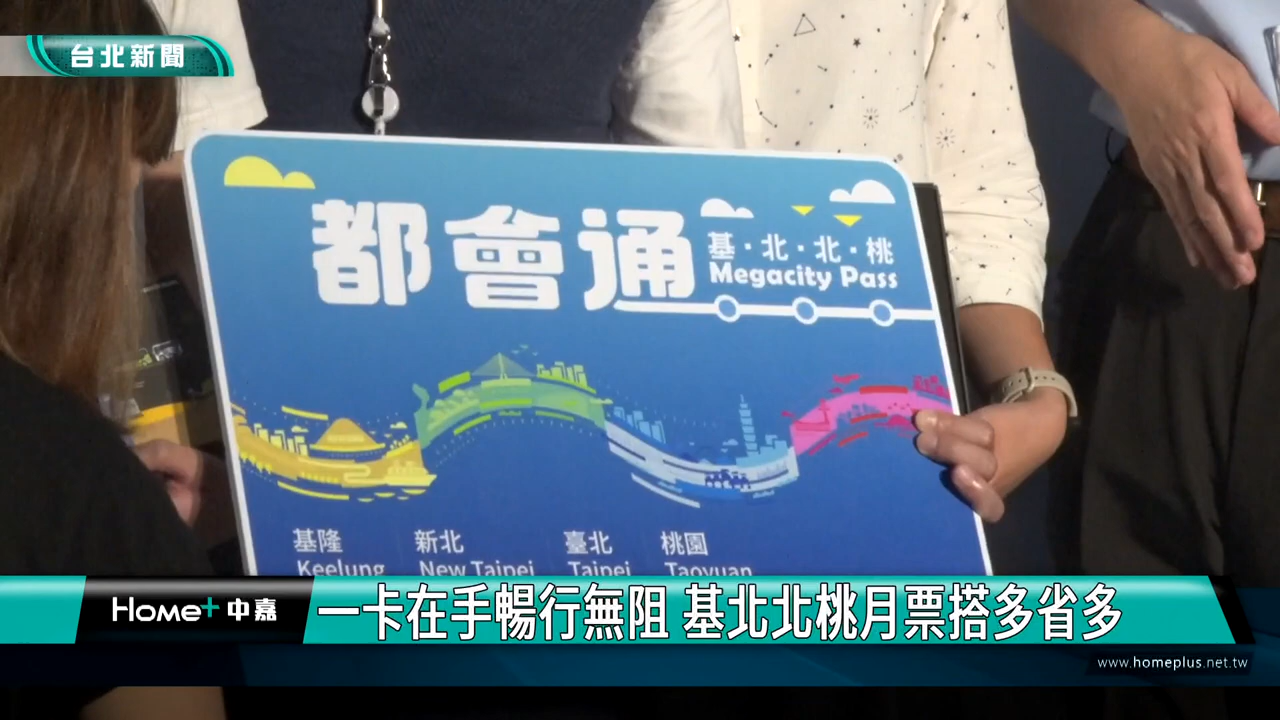 台北新聞
都會通
基・北・北・桃
Megacity Pass
基隆 新北 臺北 桃園
Keelung New Taipei Taipei Taoyuan
Home+中嘉
一卡在手暢行無阻 基北北桃月票搭多省多
www.homeplus.net.tw